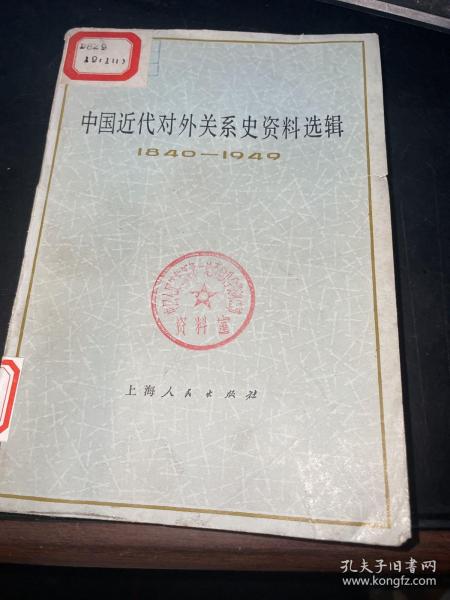 中国近代对外关系史资料选辑
1840—1949
资料室
上海人民出版社
孔夫子旧书网
www.kongfz.com